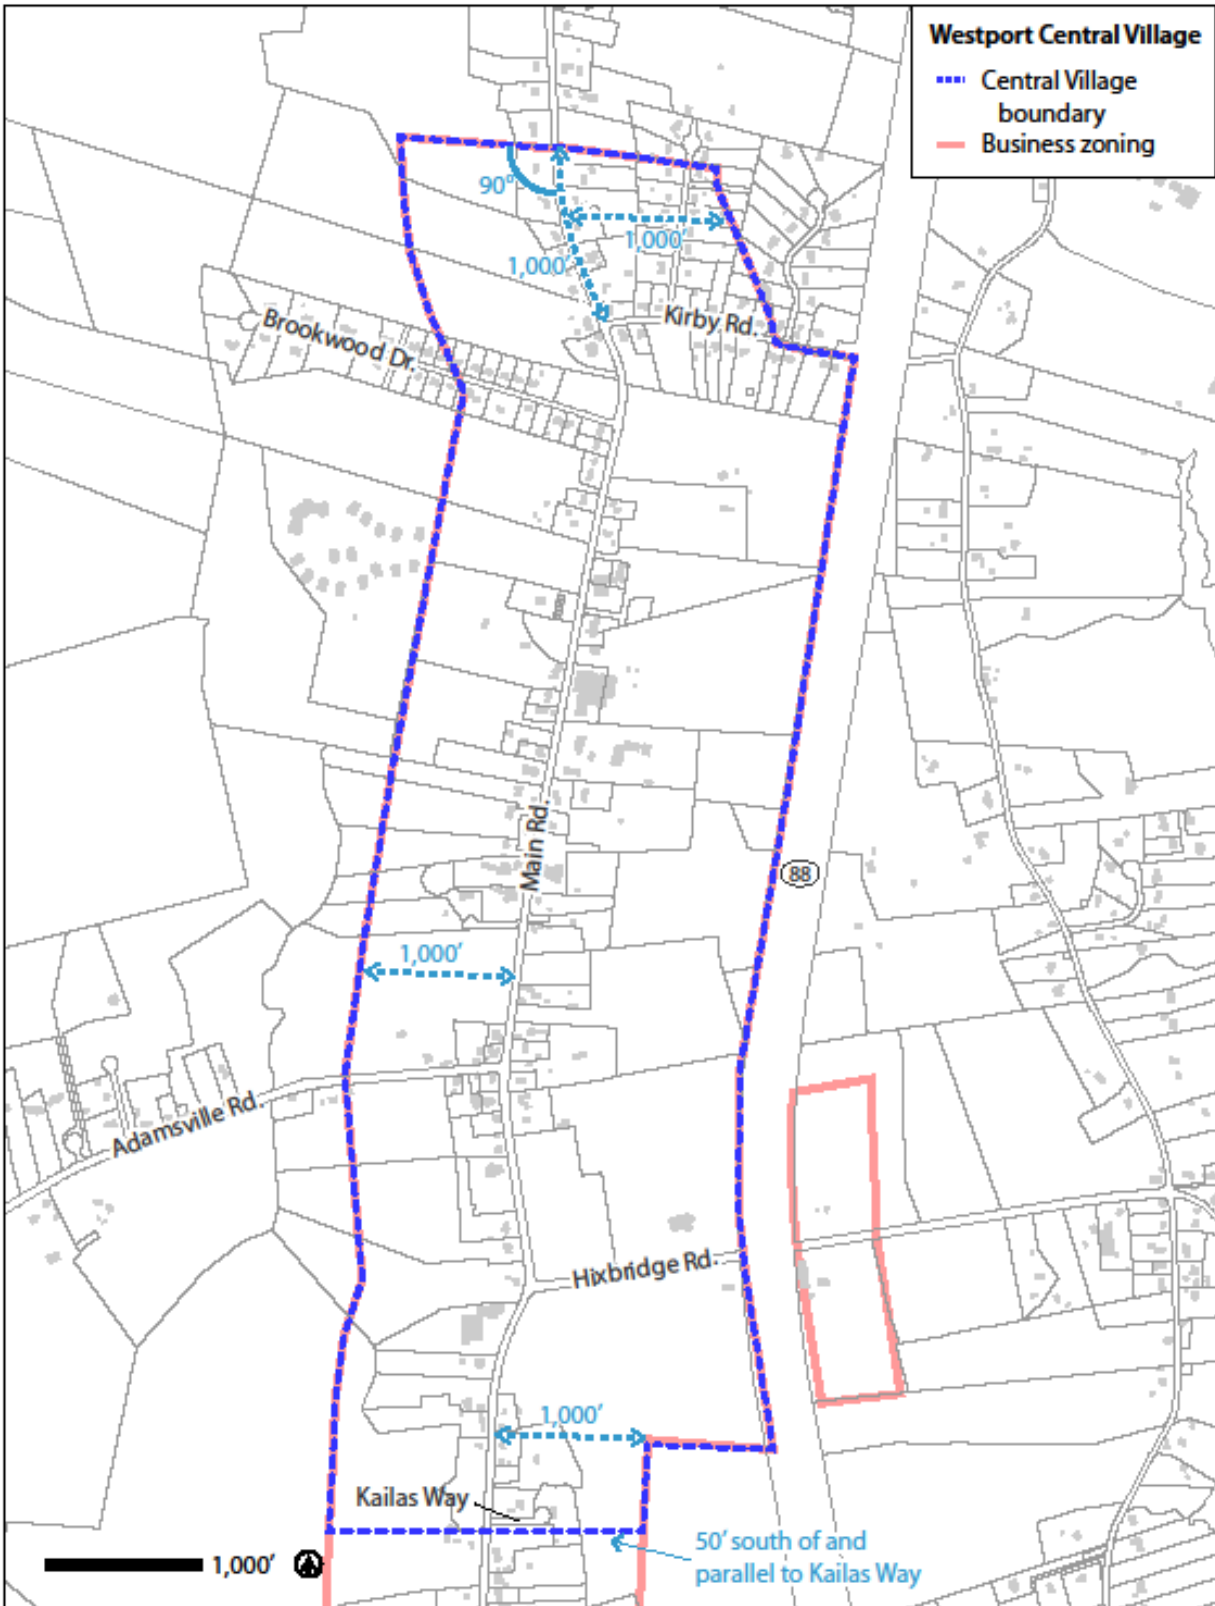 Westport Central Village
Central Village
boundary
Business zoning
90°
1,000′
1,000′
Kirby Rd.
Brookwood Dr.
Main Rd.
88
1,000′
Adamsville Rd.
Hixbridge Rd.
1,000′
Kailas Way
50′ south of and
parallel to Kailas Way
1,000′